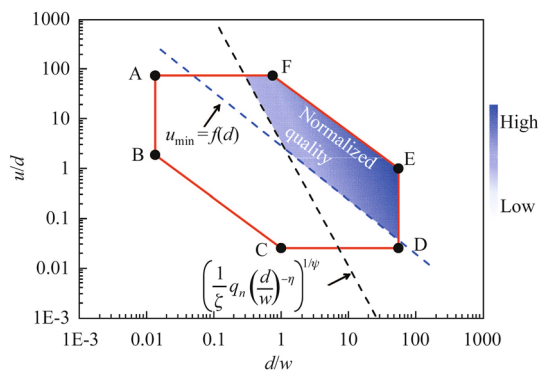 1000
100
10
1
0.1
0.01
1E-3
u/d
A
F
B
E
C
D
u_min = f(d)
Normalized
quality
(1/ζ q_n (d/w)^−η)^1/ψ
High
Low
1E-3
0.01
0.1
1
10
100
1000
d/w